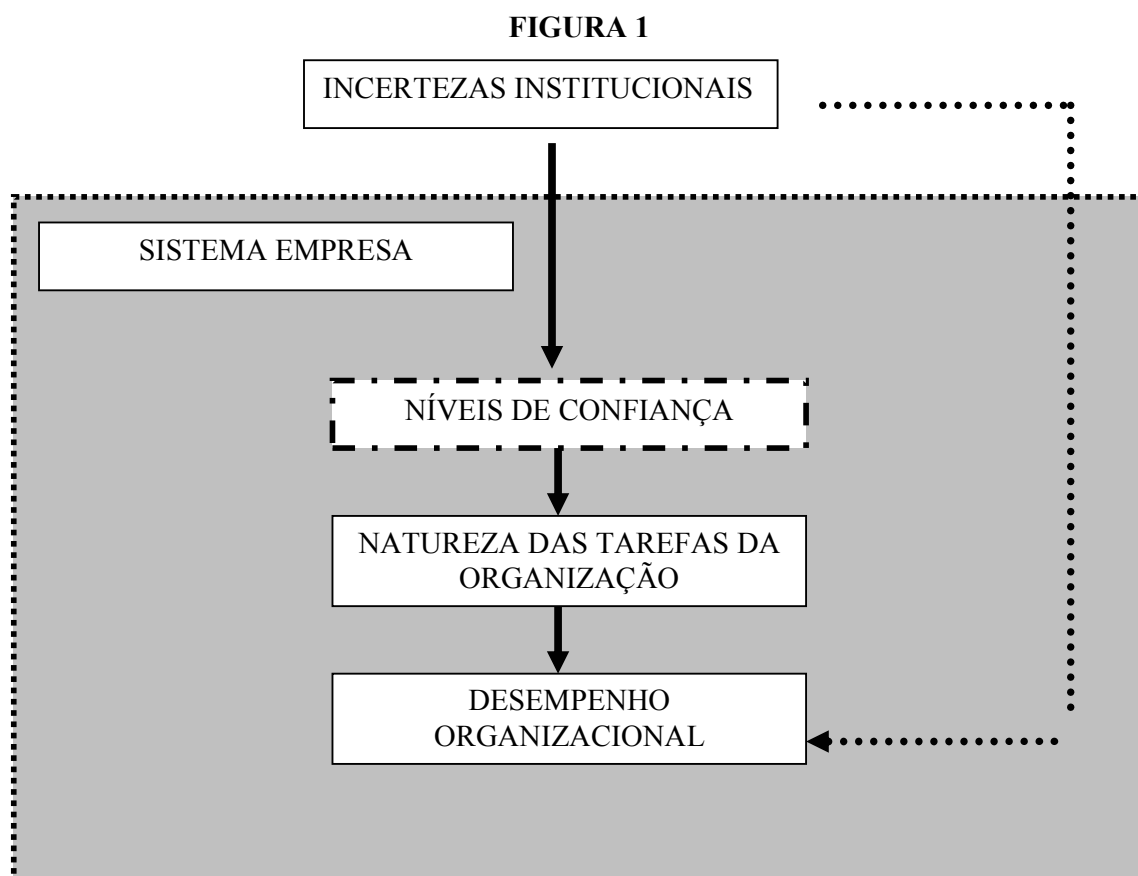 FIGURA 1
INCERTEZAS INSTITUCIONAIS
SISTEMA EMPRESA
NÍVEIS DE CONFIANÇA
NATUREZA DAS TAREFAS DA
ORGANIZAÇÃO
DESEMPENHO
ORGANIZACIONAL